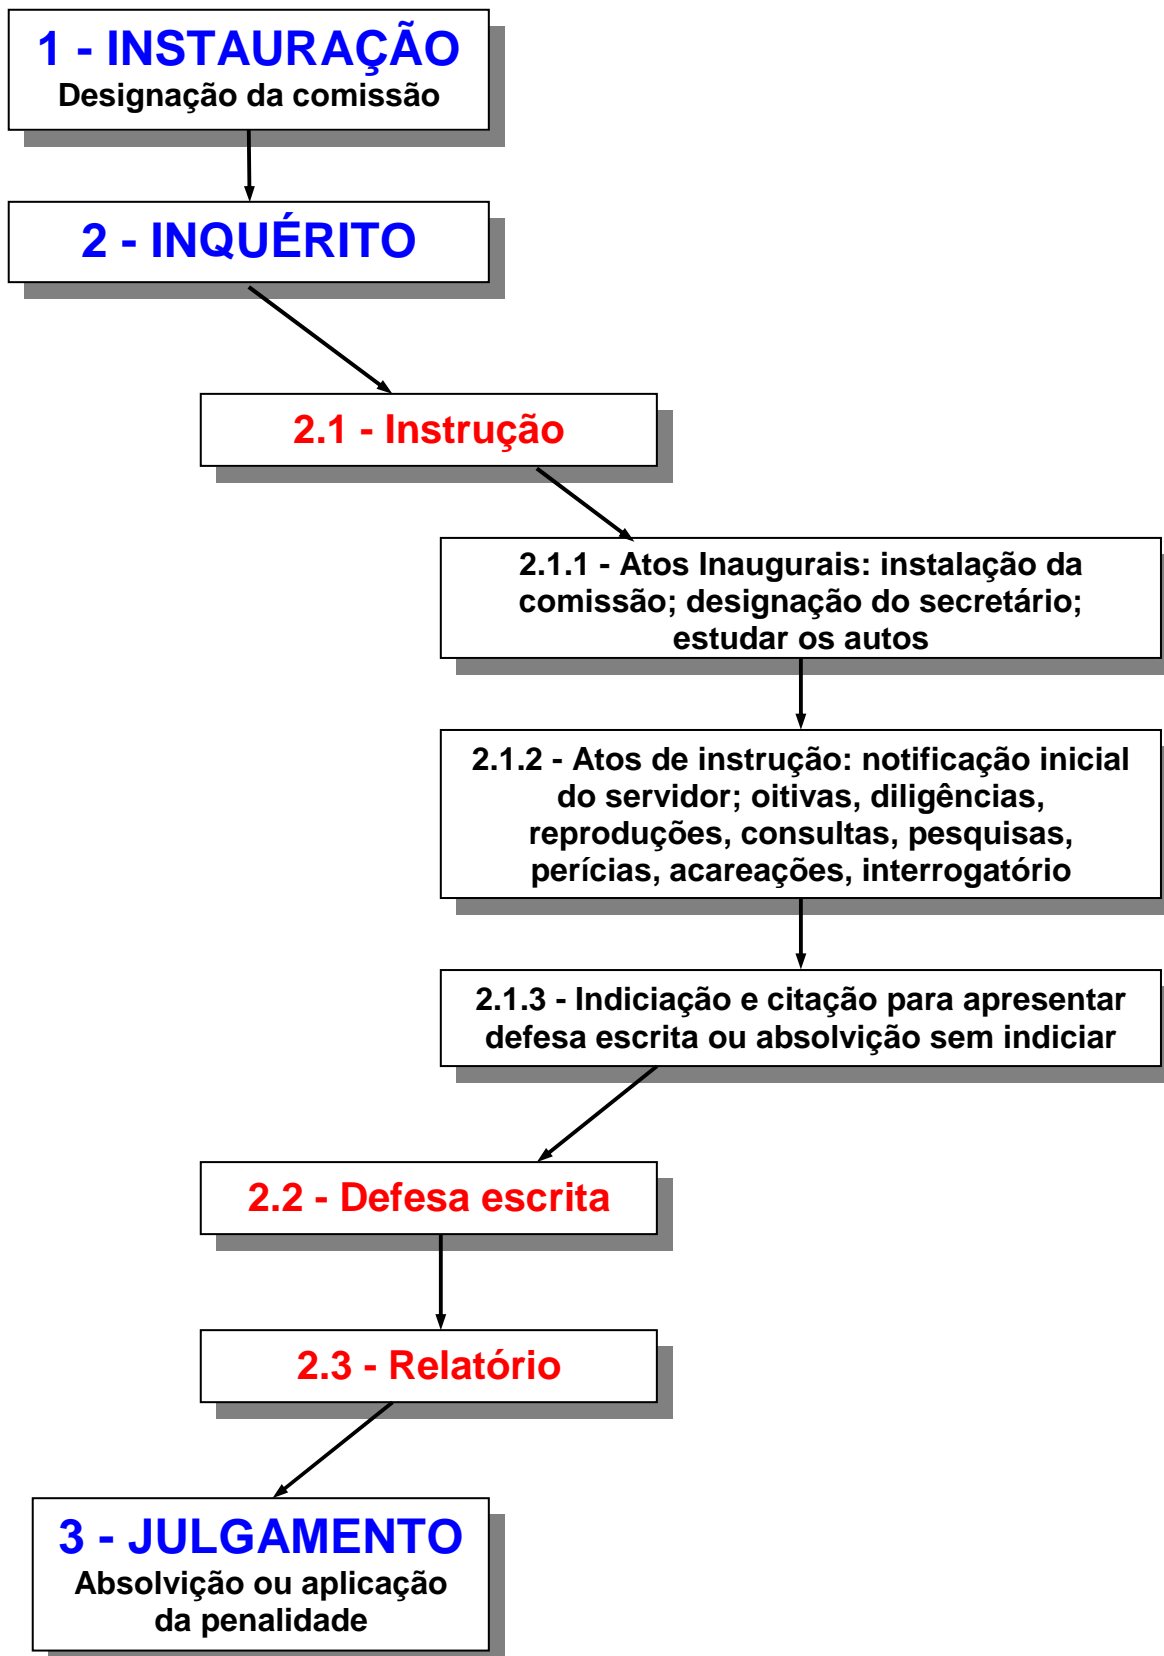 1 - INSTAURAÇÃO
Designação da comissão
2 - INQUÉRITO
2.1 - Instrução
2.1.1 - Atos Inaugurais: instalação da
comissão; designação do secretário;
estudar os autos
2.1.2 - Atos de instrução: notificação inicial
do servidor; oitivas, diligências,
reproduções, consultas, pesquisas,
perícias, acareações, interrogatório
2.1.3 - Indiciação e citação para apresentar
defesa escrita ou absolvição sem indiciar
2.2 - Defesa escrita
2.3 - Relatório
3 - JULGAMENTO
Absolvição ou aplicação
da penalidade